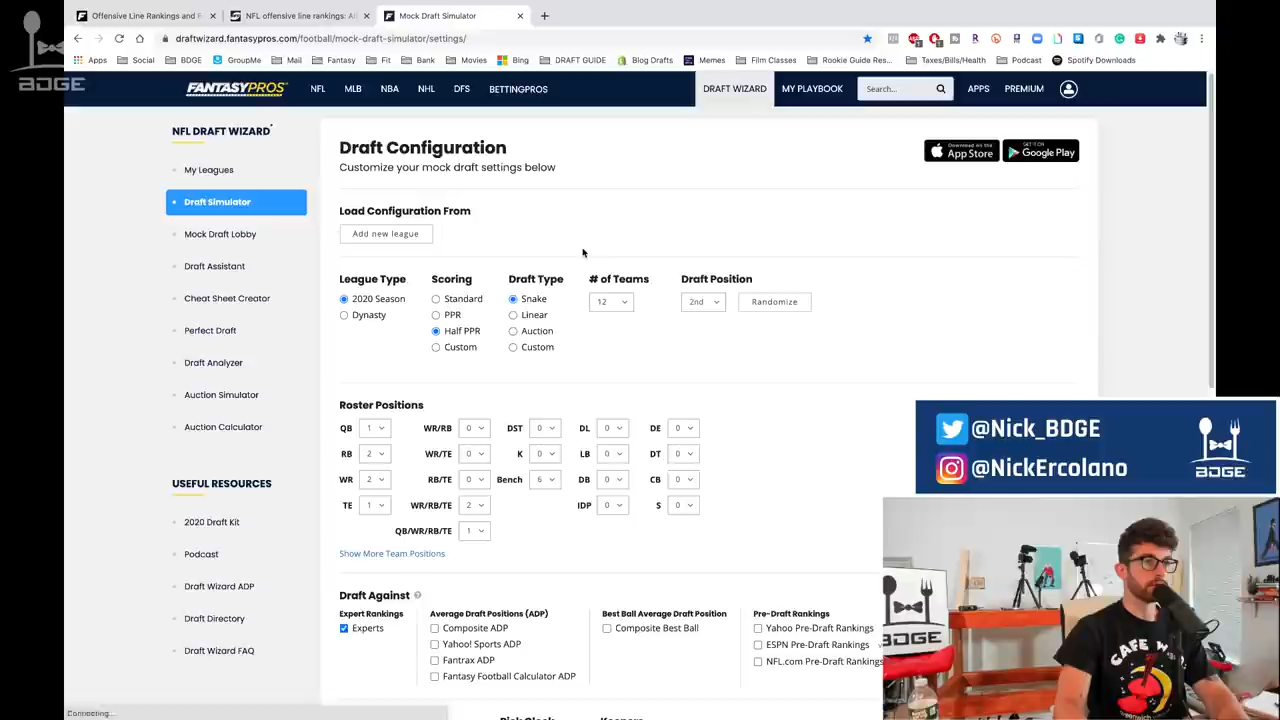 Offensive Line Rankings and
NFL offensive line rankings: Al
Mock Draft Simulator
draftwizard.fantasypros.com/football/mock-draft-simulator/settings/
Apps Social BDGE GroupMe Mail Fantasy Fit Bank Movies Bing DRAFT GUIDE Blog Drafts Memes Film Classes Rookie Guide Res... Taxes/Bills/Health Podcast Spotify Downloads
BDGE
FANTASYPROS NFL MLB NBA NHL DFS BETTINGPROS DRAFT WIZARD MY PLAYBOOK Search... APPS PREMIUM
NFL DRAFT WIZARD
My Leagues
Draft Simulator
Mock Draft Lobby
Draft Assistant
Cheat Sheet Creator
Perfect Draft
Draft Analyzer
Auction Simulator
Auction Calculator
USEFUL RESOURCES
2020 Draft Kit
Podcast
Draft Wizard ADP
Draft Directory
Draft Wizard FAQ
Draft Configuration
Customize your mock draft settings below
Download on the App Store
GET IT ON Google Play
Load Configuration From
Add new league
League Type Scoring Draft Type # of Teams Draft Position
2020 Season Standard Snake 12 2nd Randomize
Dynasty PPR Linear
Half PPR Auction
Custom Custom
Roster Positions
QB 1 WR/RB 0 DST 0 DL 0 DE 0
RB 2 WR/TE 0 K 0 LB 0 DT 0
WR 2 RB/TE 0 Bench 6 DB 0 CB 0
TE 1 WR/RB/TE 2 IDP 0 S 0
QB/WR/RB/TE 1
Show More Team Positions
Draft Against
Expert Rankings Average Draft Positions (ADP) Best Ball Average Draft Position Pre-Draft Rankings
Experts Composite ADP Composite Best Ball Yahoo Pre-Draft Rankings
Yahoo! Sports ADP ESPN Pre-Draft Rankings
Fantrax ADP NFL.com Pre-Draft Rankings
Fantasy Football Calculator ADP
Connecting...
@Nick_BDGE
@NickErcolano
BDGE
BDGE
CAFE